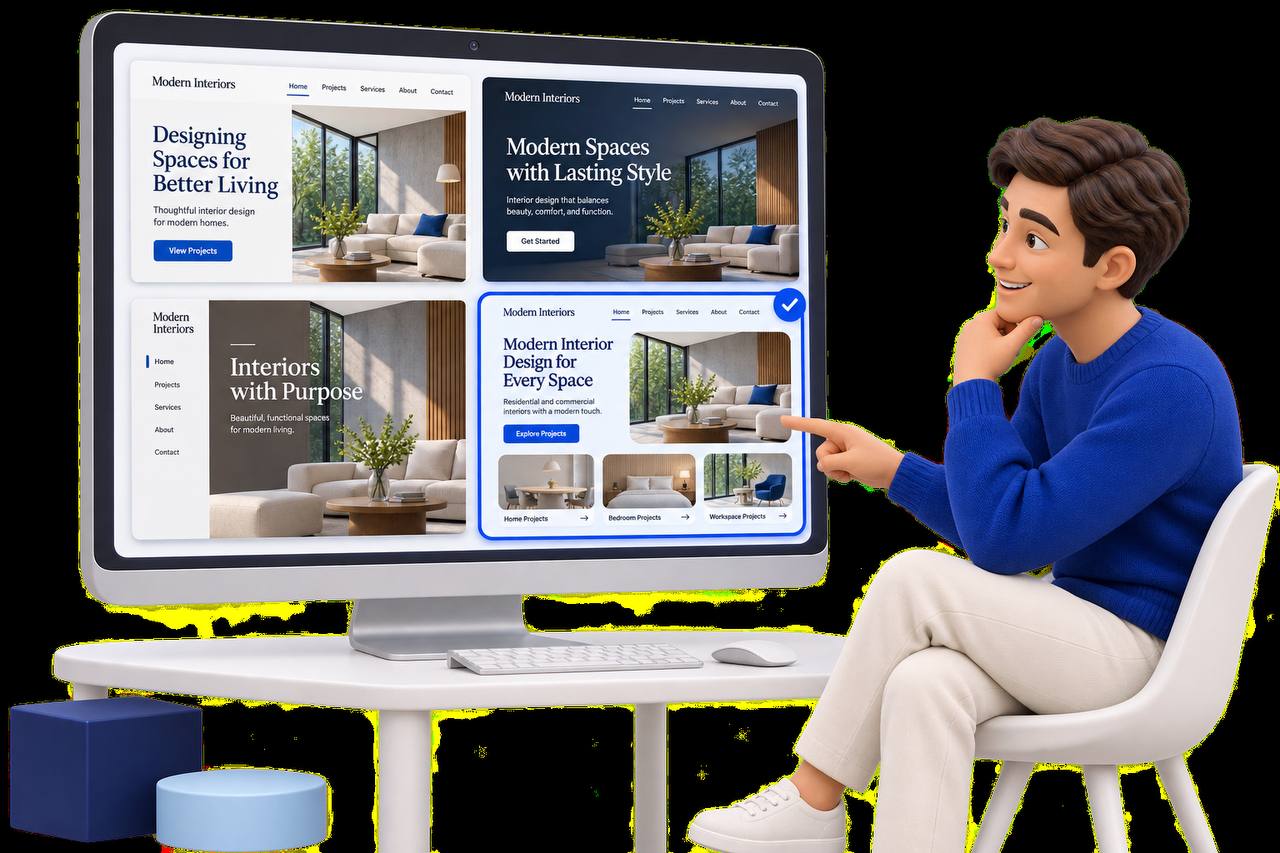 Modern Interiors
Home Projects Services About Contact
Designing
Spaces for
Better Living
Thoughtful interior design
for modern homes.
View Projects
Modern Interiors
Home Projects Services About Contact
Modern Spaces
with Lasting Style
Interior design that balances
beauty, comfort, and function.
Get Started
Modern
Interiors
Home
Projects
Services
About
Contact
Interiors
with Purpose
Beautiful, functional spaces
for modern living.
Modern Interiors
Home Projects Services About Contact
Modern Interior
Design for
Every Space
Residential and commercial
interiors with a modern touch.
Explore Projects
Home Projects →
Bedroom Projects →
Workspace Projects →